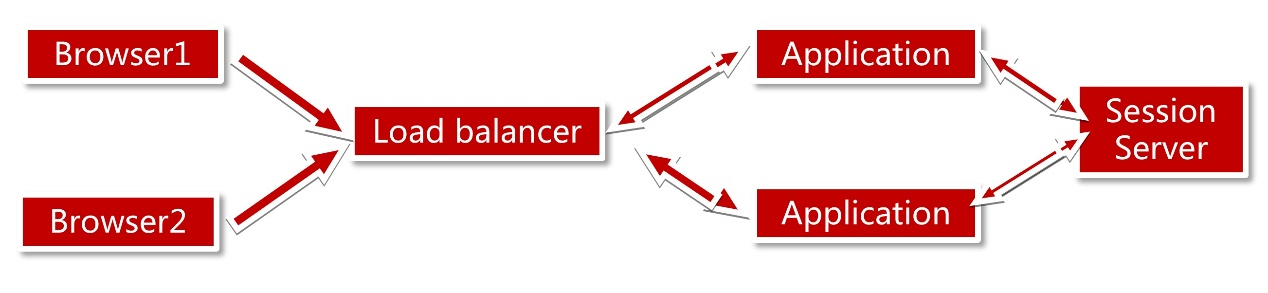 Browser1
Browser2
Load balancer
Application
Application
Session
Server